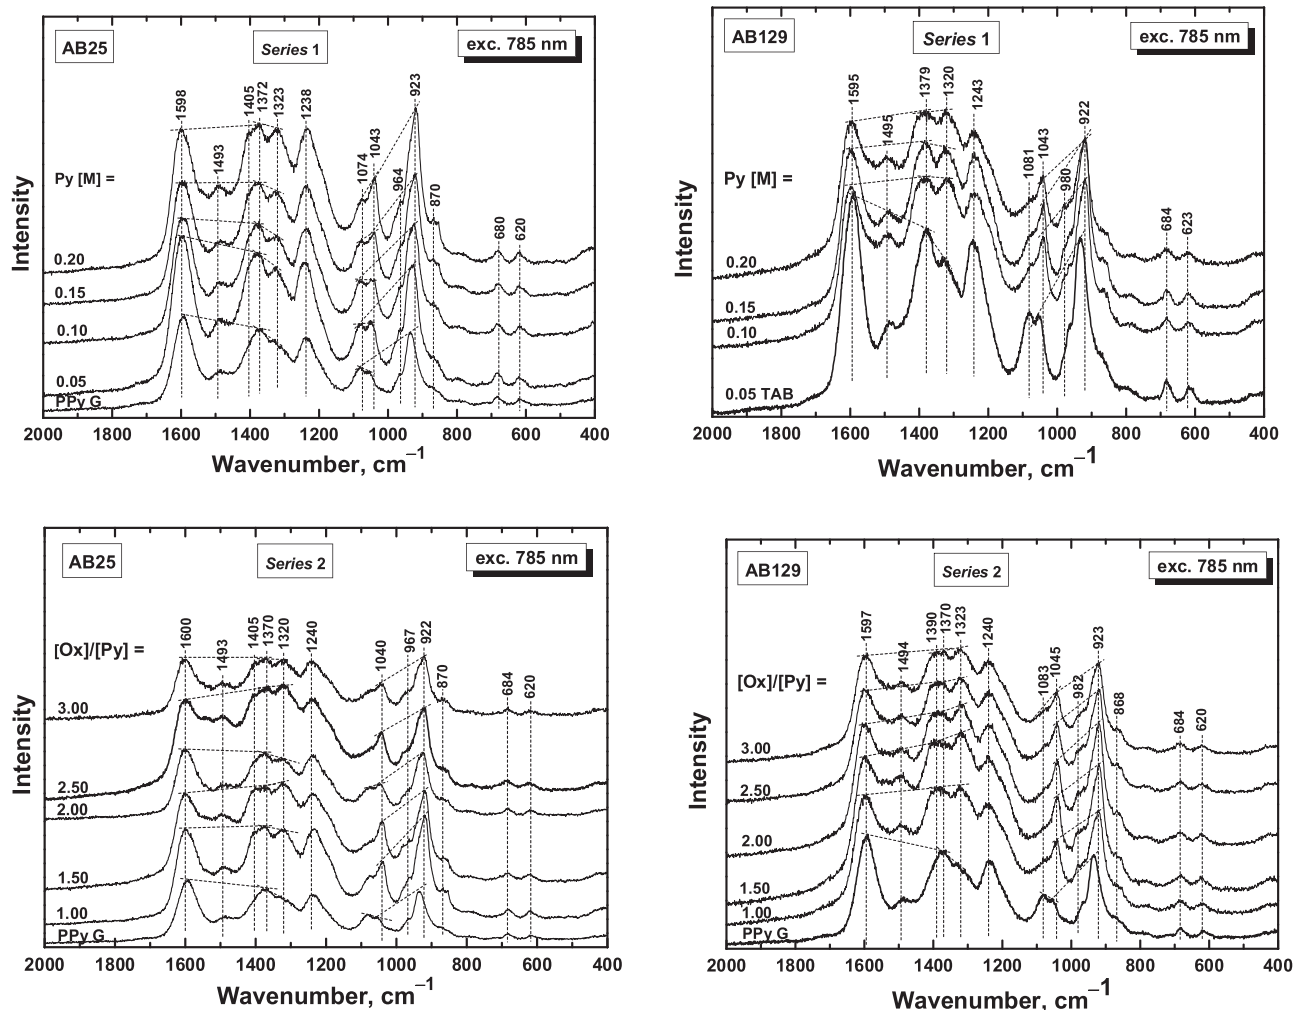 AB25
Series 1
exc. 785 nm
1598
1493
1405
1372
1323
1238
1074
1043
964
923
870
680
620
Py [M] =
0.20
0.15
0.10
0.05
PPy G
Intensity
2000 1800 1600 1400 1200 1000 800 600 400
Wavenumber, cm–1
AB129
Series 1
exc. 785 nm
1595
1495
1379
1320
1243
1081
1043
980
922
684
623
Py [M] =
0.20
0.15
0.10
0.05 TAB
Intensity
2000 1800 1600 1400 1200 1000 800 600 400
Wavenumber, cm–1
AB25
Series 2
exc. 785 nm
1600
1493
1405
1370
1320
1240
1040
967
922
870
684
620
[Ox]/[Py] =
3.00
2.50
2.00
1.50
1.00
PPy G
Intensity
2000 1800 1600 1400 1200 1000 800 600 400
Wavenumber, cm–1
AB129
Series 2
exc. 785 nm
1597
1494
1390
1370
1323
1240
1083
1045
982
923
868
684
620
[Ox]/[Py] =
3.00
2.50
2.00
1.50
1.00
PPy G
Intensity
2000 1800 1600 1400 1200 1000 800 600 400
Wavenumber, cm–1